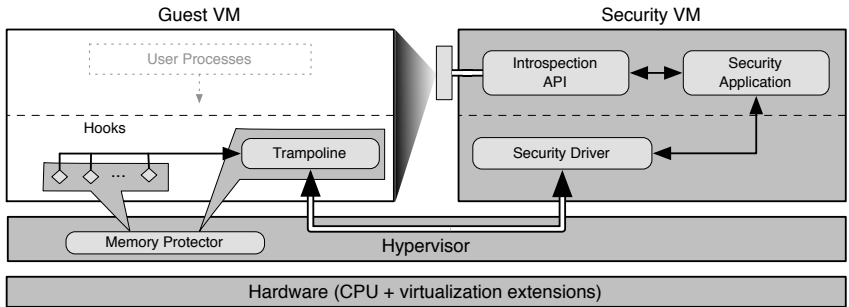 Guest VM
Security VM
User Processes
Introspection
API
Security
Application
Hooks
...
Trampoline
Security Driver
Memory Protector
Hypervisor
Hardware (CPU + virtualization extensions)